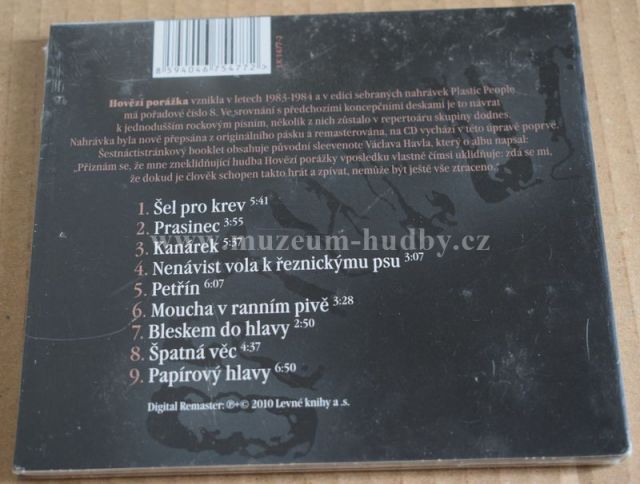 8 594046 754772
Hovězí porážka vznikla v letech 1983-1984 a v edici sebraných nahrávek Plastic People
má pořadové číslo 8. Ve srovnání s předchozími koncepčními deskami je to návrat
k jednodušším rockovým písním, několik z nich zůstalo v repertoáru skupiny dodnes.
Nahrávka byla nově přepsána z originálního pásku a remasterována, na CD vychází v této úpravě poprvé.
Šestnáctistránkový booklet obsahuje původní sleevenote Václava Havla, který o albu napsal:
„Přiznám se, že mne zneklidňující hudba Hovězí porážky vposledku vlastně čímsi uklidňuje: zdá se mi,
že dokud je člověk schopen takto hrát a zpívat, nemůže být ještě vše ztraceno."
1. Šel pro krev 5:41
2. Prasinec 3:55
3. Kanárek 5:37
www.muzeum-hudby.cz
4. Nenávist vola k řeznickýmu psu 3:07
5. Petřín 6:07
6. Moucha v ranním pivě 3:28
7. Bleskem do hlavy 2:50
8. Špatná věc 4:37
9. Papírový hlavy 6:50
Digital Remaster: ℗+© 2010 Levné knihy a .s.